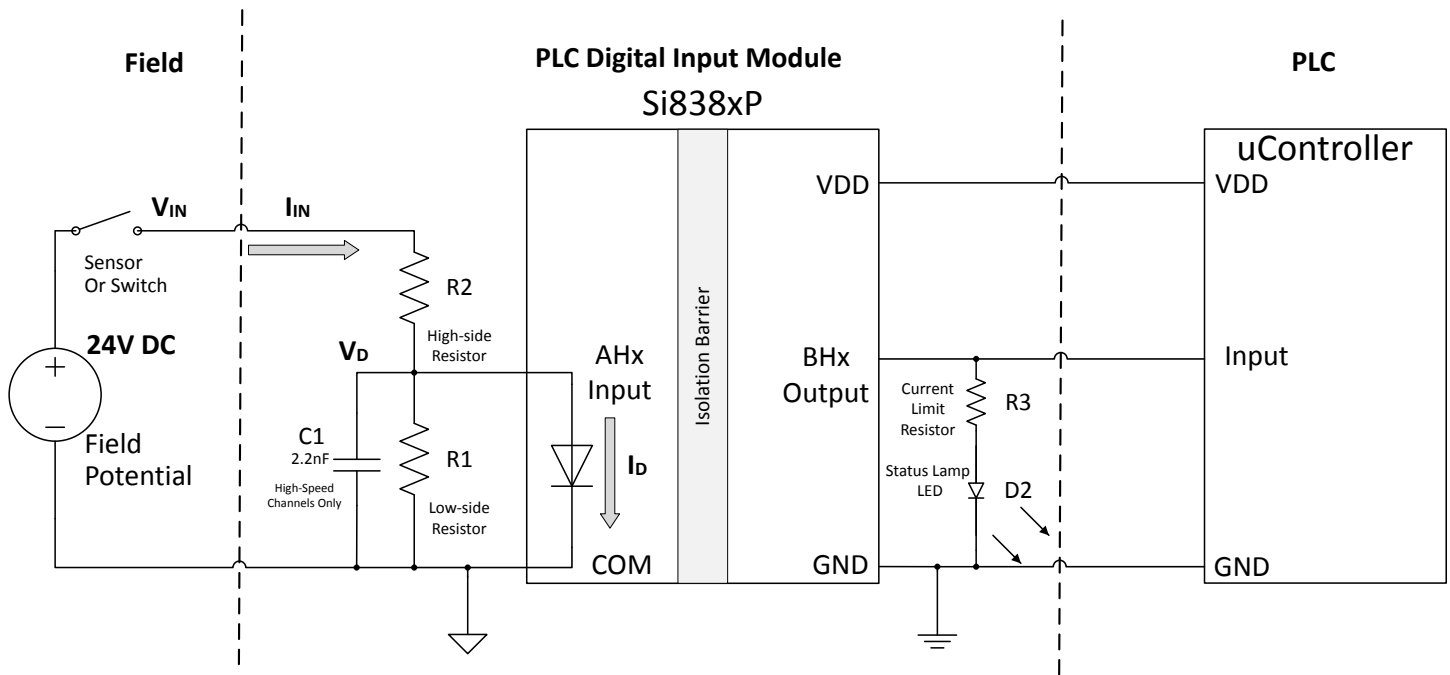 Field
PLC Digital Input Module
PLC
Si838xP
uController
VDD
VDD
VIN
IIN
Sensor
Or Switch
R2
High-side
Resistor
24V DC
VD
AHx
Input
Isolation Barrier
BHx
Output
Input
Current
Limit
Resistor
R3
Field
Potential
C1
2.2nF
High-Speed
Channels Only
R1
Low-side
Resistor
ID
Status Lamp
LED
D2
COM
GND
GND